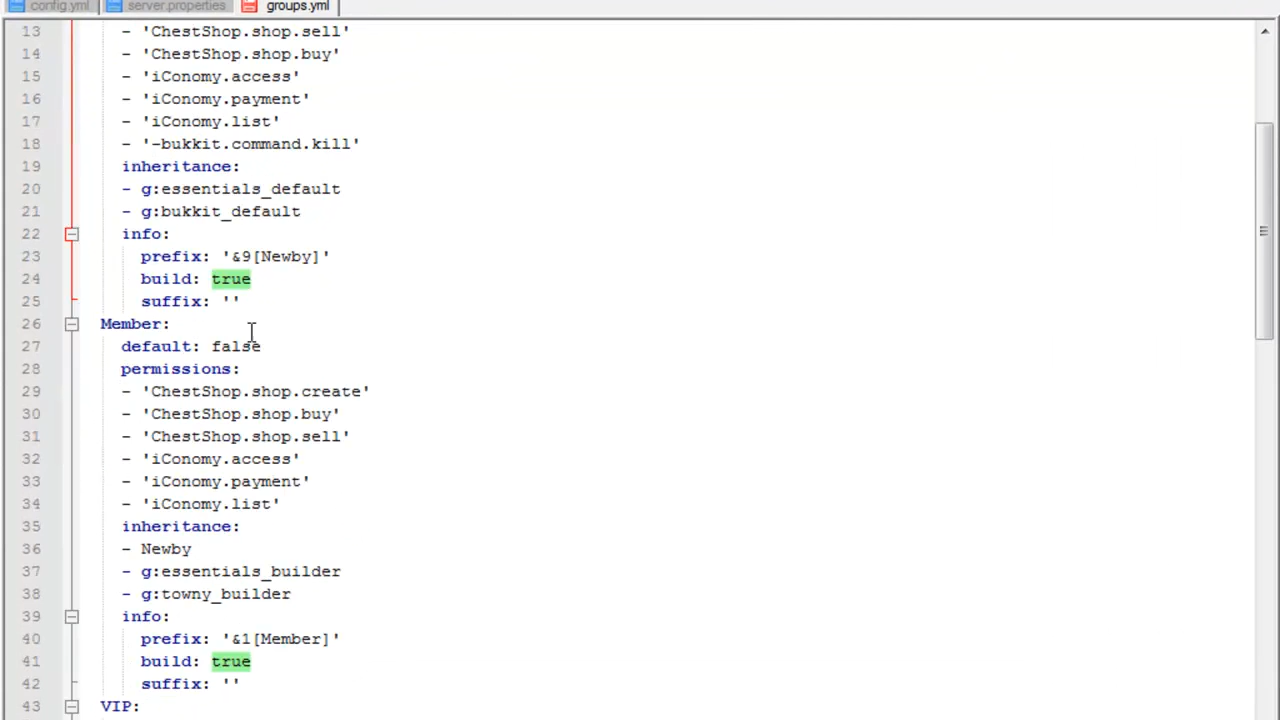 config.yml server.properties groups.yml
13 - 'ChestShop.shop.sell'
14 - 'ChestShop.shop.buy'
15 - 'iConomy.access'
16 - 'iConomy.payment'
17 - 'iConomy.list'
18 - '-bukkit.command.kill'
19 inheritance:
20 - g:essentials_default
21 - g:bukkit_default
22 info:
23 prefix: '&9[Newby]'
24 build: true
25 suffix: ''
26 Member:
27 default: false
28 permissions:
29 - 'ChestShop.shop.create'
30 - 'ChestShop.shop.buy'
31 - 'ChestShop.shop.sell'
32 - 'iConomy.access'
33 - 'iConomy.payment'
34 - 'iConomy.list'
35 inheritance:
36 - Newby
37 - g:essentials_builder
38 - g:towny_builder
39 info:
40 prefix: '&1[Member]'
41 build: true
42 suffix: ''
43 VIP: